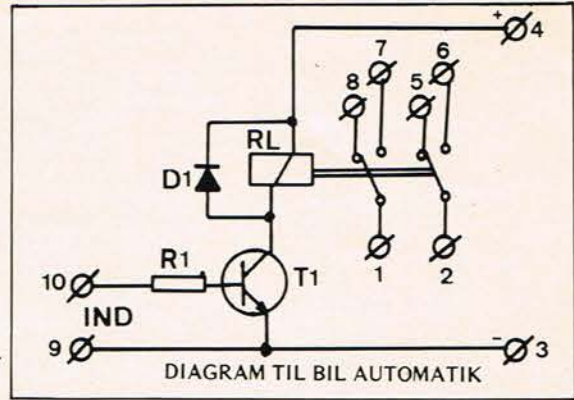 + 4
7 6
8 5
RL
D1
1 2
R1
T1
10
IND
9
- 3
DIAGRAM TIL BIL AUTOMATIK